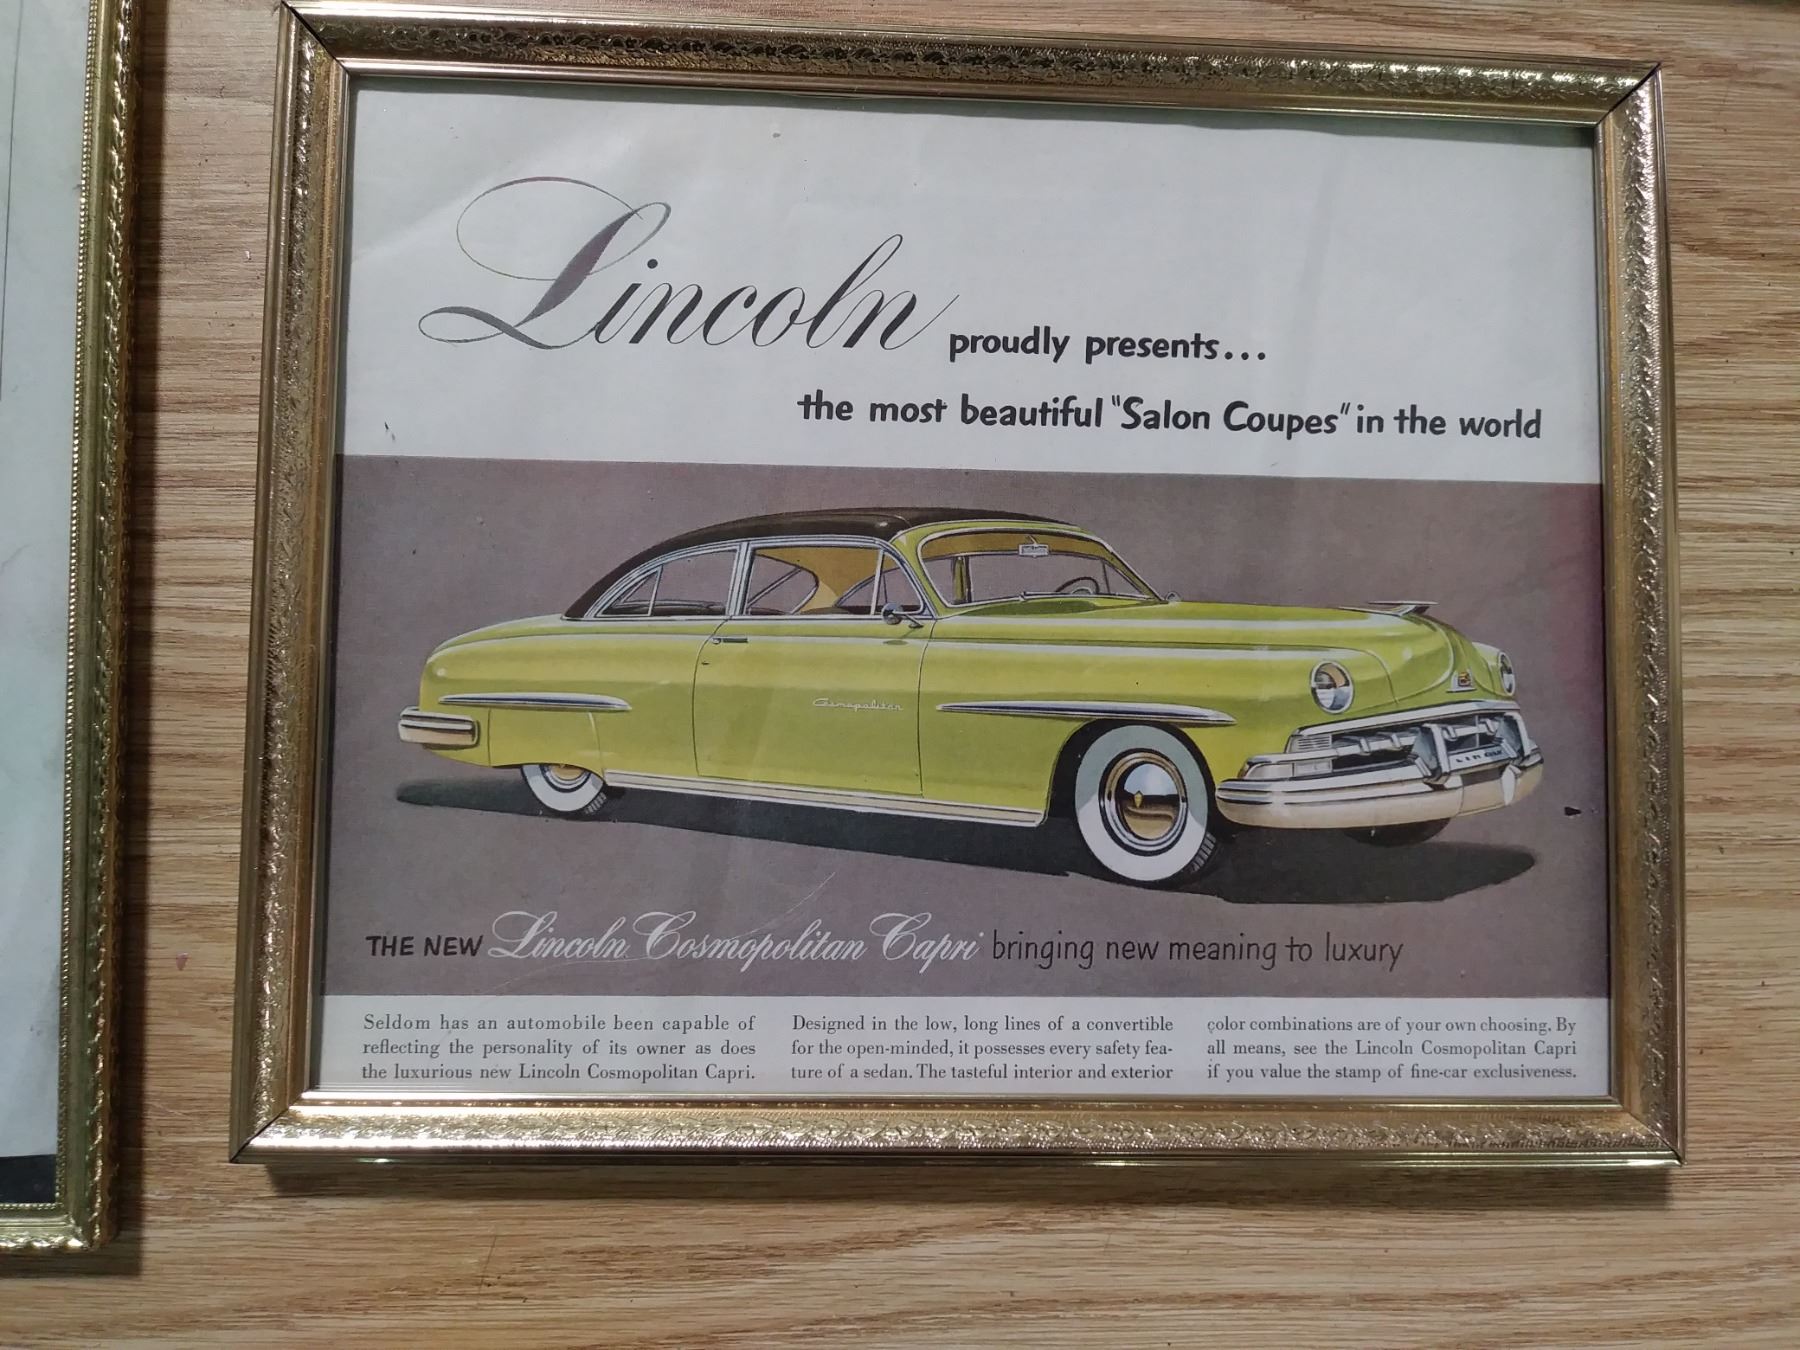 Lincoln proudly presents...
the most beautiful "Salon Coupes" in the world
Cosmopolitan
LINCOLN
THE NEW Lincoln Cosmopolitan Capri bringing new meaning to luxury
Seldom has an automobile been capable of
reflecting the personality of its owner as does
the luxurious new Lincoln Cosmopolitan Capri.
Designed in the low, long lines of a convertible
for the open-minded, it possesses every safety fea-
ture of a sedan. The tasteful interior and exterior
color combinations are of your own choosing. By
all means, see the Lincoln Cosmopolitan Capri
if you value the stamp of fine-car exclusiveness.